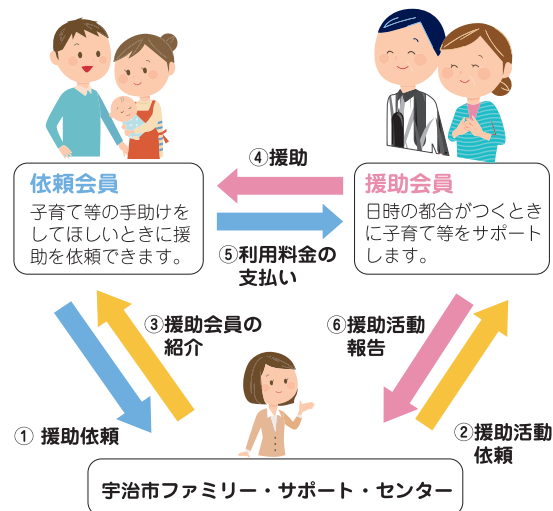 ④援助
依頼会員
子育て等の手助けを
してほしいときに援
助を依頼できます。
援助会員
日時の都合がつくとき
に子育て等をサポート
します。
⑤利用料金の
支払い
③援助会員の
紹介
⑥援助活動
報告
① 援助依頼
②援助活動
依頼
宇治市ファミリー・サポート・センター